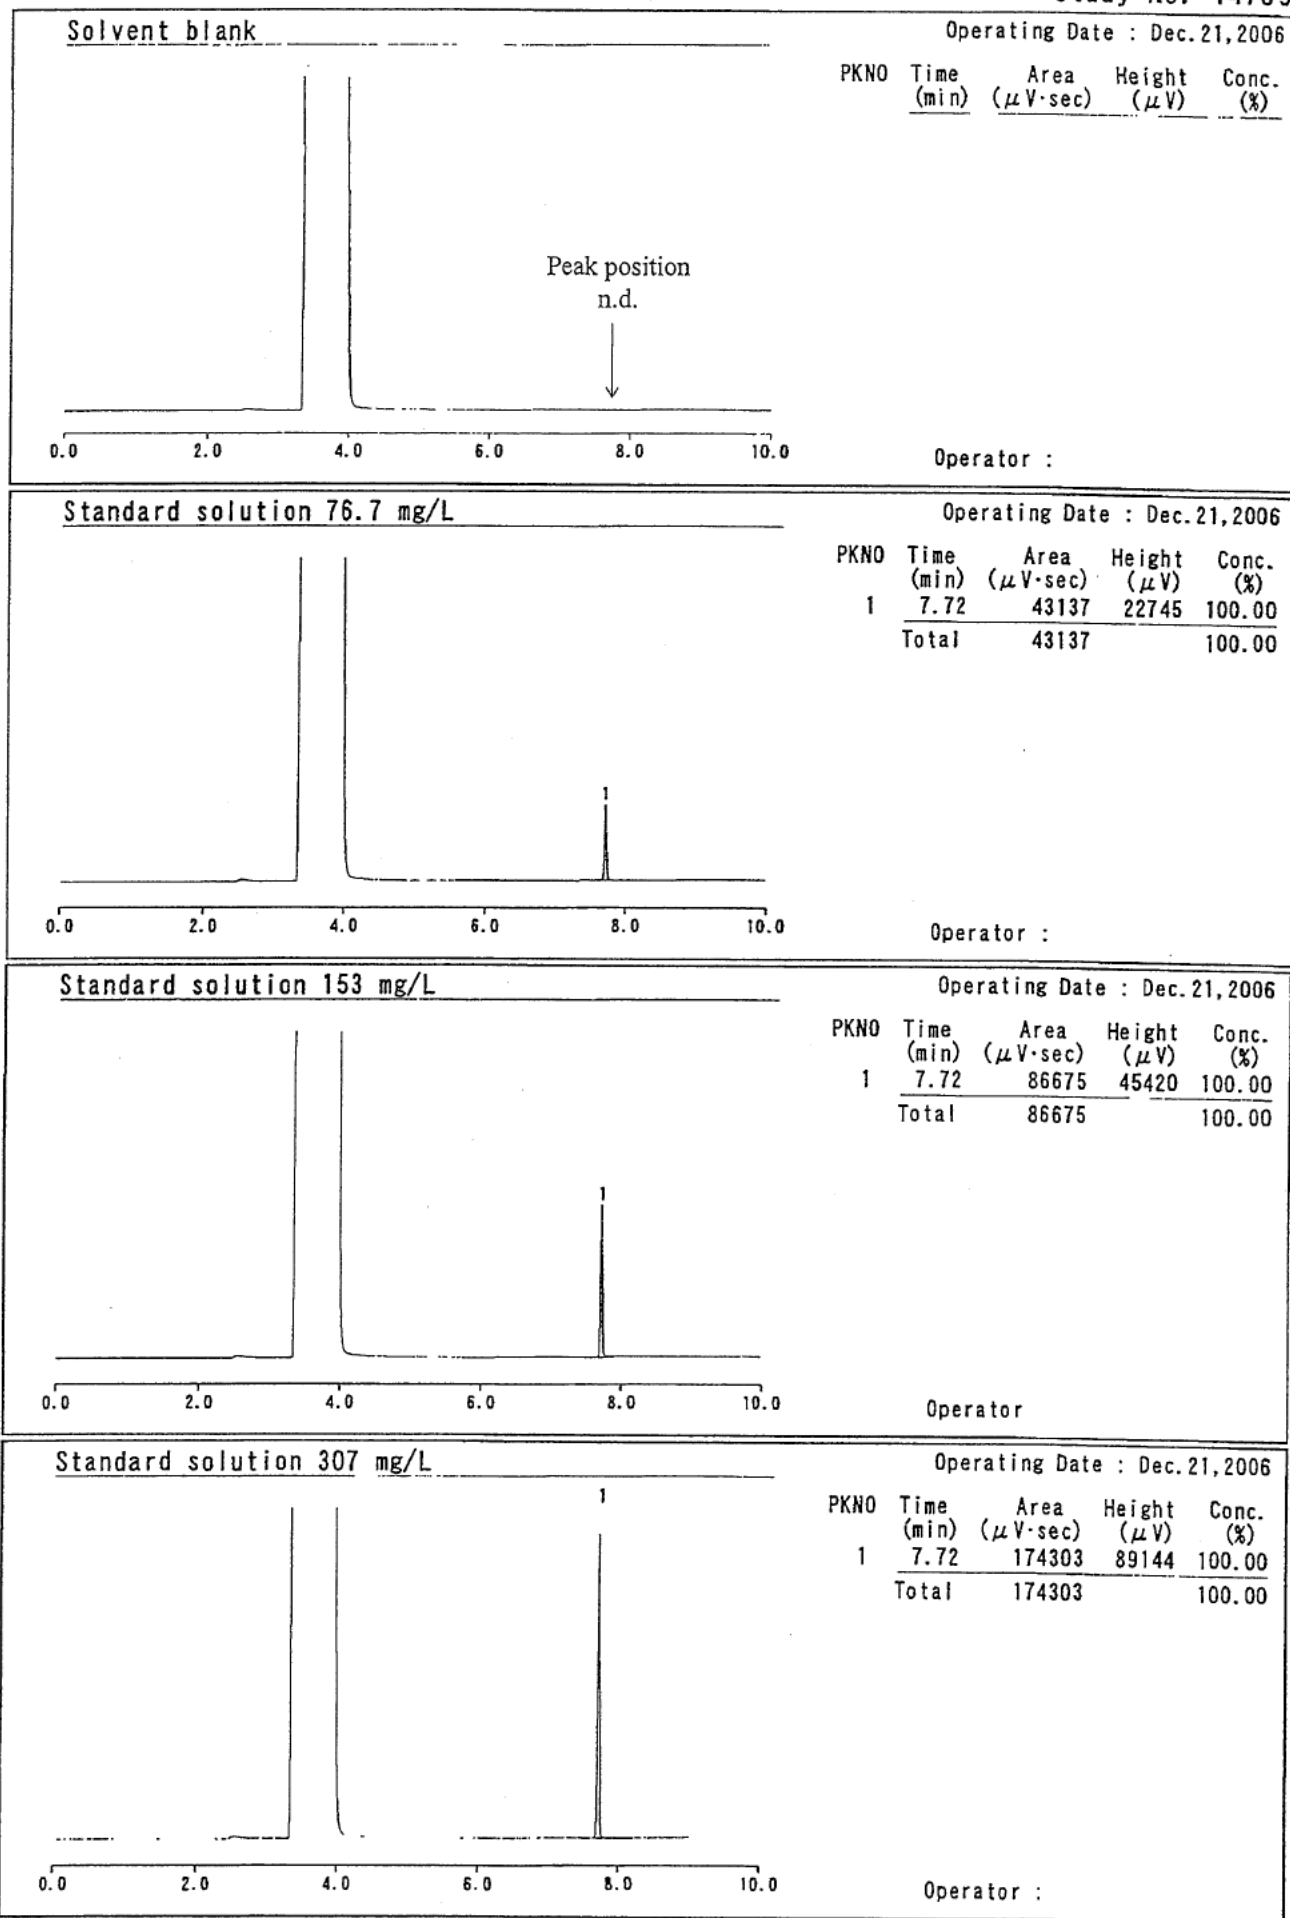 Solvent blank
Operating Date : Dec.21,2006
PKNO Time Area Height Conc.
(min) (μV·sec) (μV) (%)
Peak position
n.d.
0.0 2.0 4.0 6.0 8.0 10.0
Operator :
Standard solution 76.7 mg/L
Operating Date : Dec.21,2006
PKNO Time Area Height Conc.
(min) (μV·sec) (μV) (%)
1 7.72 43137 22745 100.00
Total 43137 100.00
1
0.0 2.0 4.0 6.0 8.0 10.0
Operator :
Standard solution 153 mg/L
Operating Date : Dec.21,2006
PKNO Time Area Height Conc.
(min) (μV·sec) (μV) (%)
1 7.72 86675 45420 100.00
Total 86675 100.00
1
0.0 2.0 4.0 6.0 8.0 10.0
Operator
Standard solution 307 mg/L
Operating Date : Dec.21,2006
1
PKNO Time Area Height Conc.
(min) (μV·sec) (μV) (%)
1 7.72 174303 89144 100.00
Total 174303 100.00
0.0 2.0 4.0 6.0 8.0 10.0
Operator :